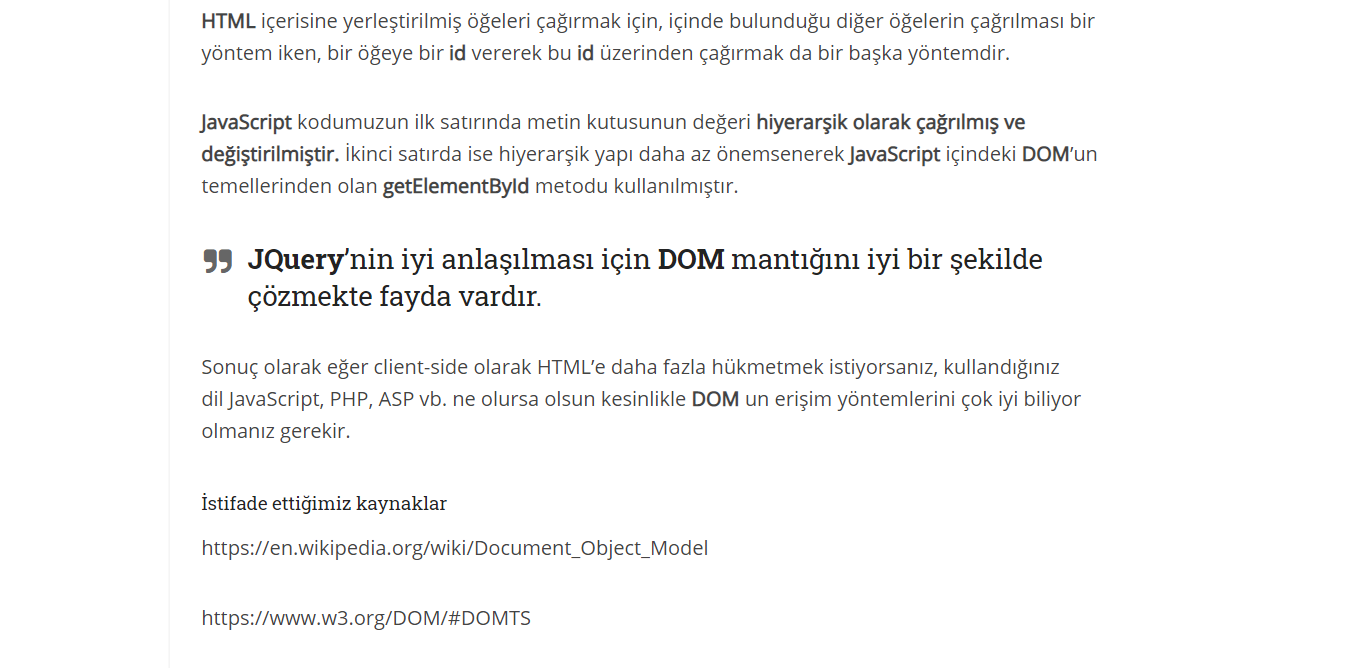 HTML içerisine yerleştirilmiş öğeleri çağırmak için, içinde bulunduğu diğer öğelerin çağrılması bir
yöntem iken, bir öğeye bir id vererek bu id üzerinden çağırmak da bir başka yöntemdir.
JavaScript kodumuzun ilk satırında metin kutusunun değeri hiyerarşik olarak çağrılmış ve
değiştirilmiştir. İkinci satırda ise hiyerarşik yapı daha az önemsenerek JavaScript içindeki DOM’un
temellerinden olan getElementById metodu kullanılmıştır.
JQuery’nin iyi anlaşılması için DOM mantığını iyi bir şekilde
çözmekte fayda vardır.
Sonuç olarak eğer client-side olarak HTML’e daha fazla hükmetmek istiyorsanız, kullandığınız
dil JavaScript, PHP, ASP vb. ne olursa olsun kesinlikle DOM un erişim yöntemlerini çok iyi biliyor
olmanız gerekir.
İstifade ettiğimiz kaynaklar
https://en.wikipedia.org/wiki/Document_Object_Model
https://www.w3.org/DOM/#DOMTS